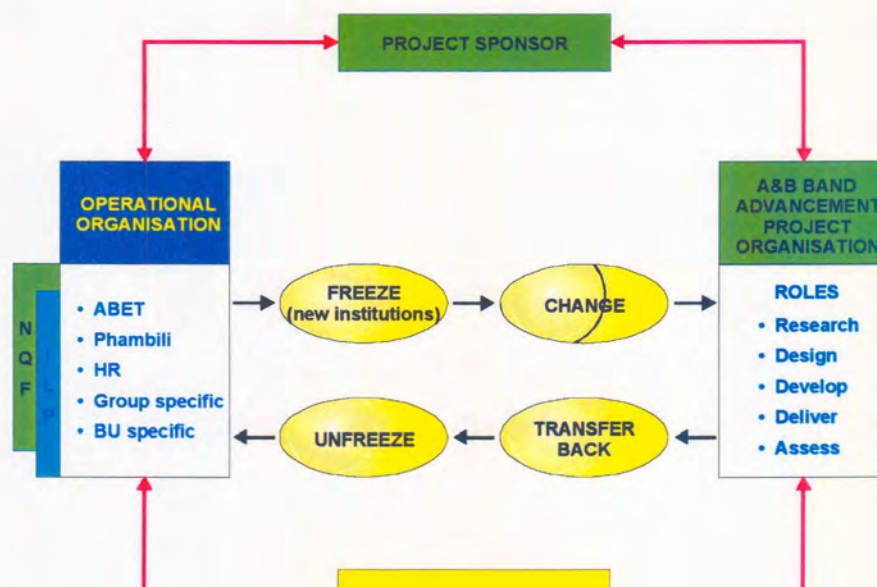 PROJECT SPONSOR
OPERATIONAL
ORGANISATION
A&B BAND
ADVANCEMENT
PROJECT
ORGANISATION
N
Q
F
I
L
P
• ABET
• Phambili
• HR
• Group specific
• BU specific
FREEZE
(new institutions)
CHANGE
UNFREEZE
TRANSFER
BACK
ROLES
• Research
• Design
• Develop
• Deliver
• Assess